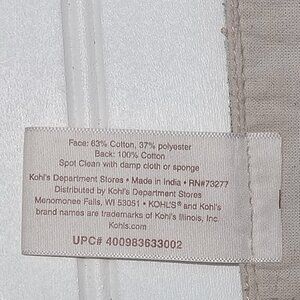 Face: 63% Cotton, 37% polyester
Back: 100% Cotton
Spot Clean with damp cloth or sponge
Kohl's Department Stores • Made in India • RN#73277
Distributed by Kohl's Department Stores
Menomonee Falls, WI 53051 • KOHL'S® and Kohl's
brand names are trademarks of Kohl's Illinois, Inc.
Kohls.com
UPC# 400983633002